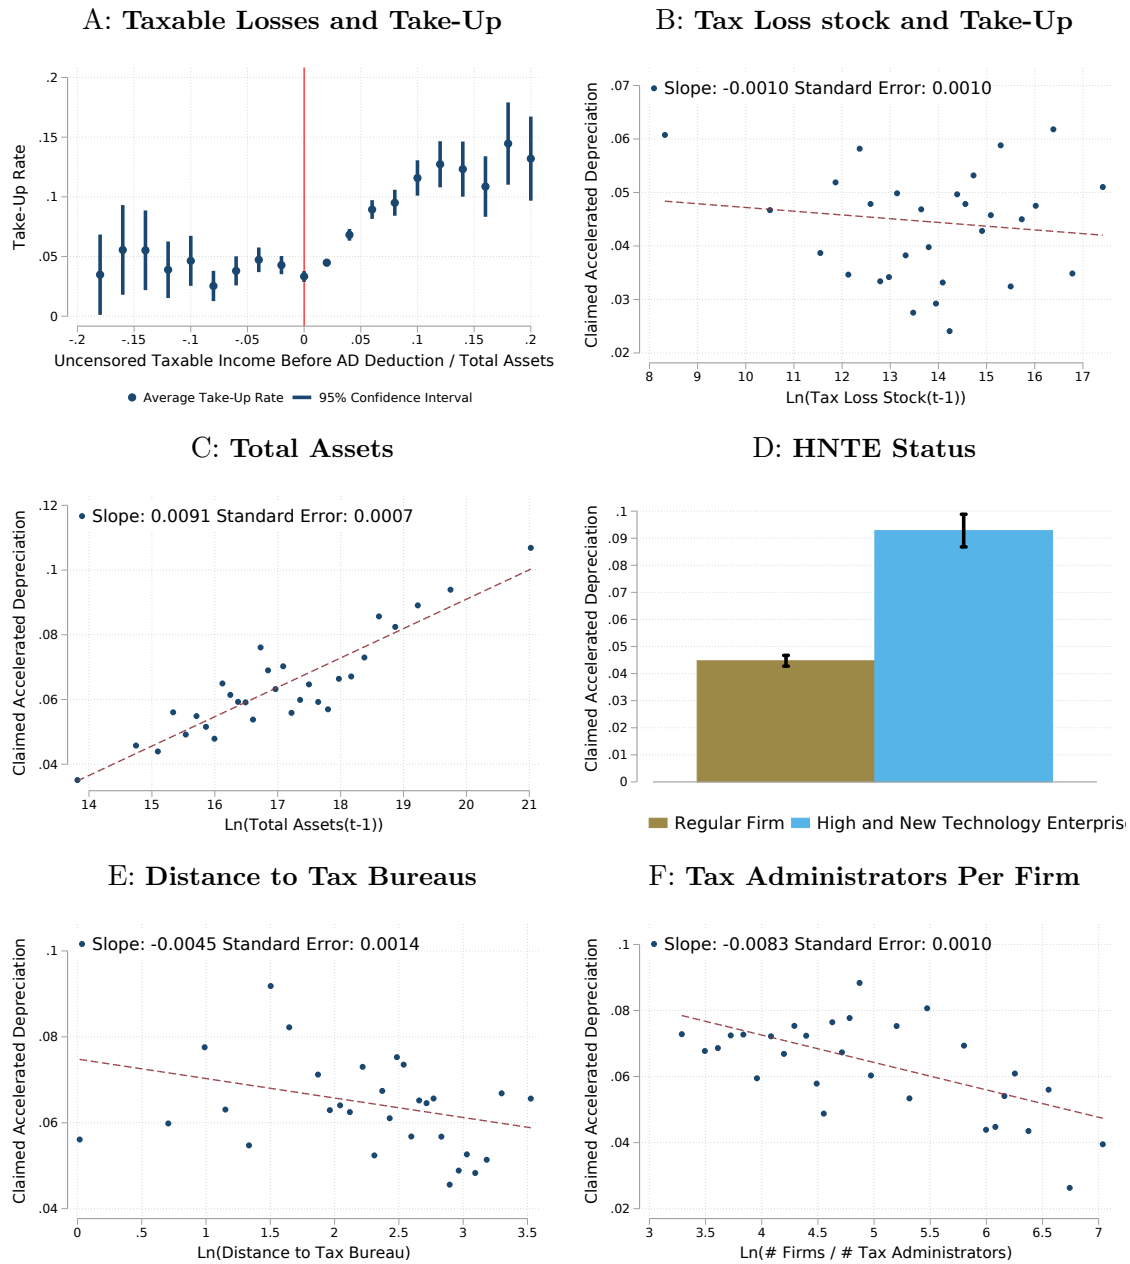 A: Taxable Losses and Take-Up
.2
.15
.1
.05
0
Take-Up Rate
-.2 -.15 -.1 -.05 0 .05 .1 .15 .2
Uncensored Taxable Income Before AD Deduction / Total Assets
Average Take-Up Rate 95% Confidence Interval
B: Tax Loss stock and Take-Up
Slope: -0.0010 Standard Error: 0.0010
.07
.06
.05
.04
.03
.02
Claimed Accelerated Depreciation
8 9 10 11 12 13 14 15 16 17
Ln(Tax Loss Stock(t-1))
C: Total Assets
Slope: 0.0091 Standard Error: 0.0007
.12
.1
.08
.06
.04
Claimed Accelerated Depreciation
14 15 16 17 18 19 20 21
Ln(Total Assets(t-1))
D: HNTE Status
.1
.09
.08
.07
.06
.05
.04
.03
.02
.01
0
Claimed Accelerated Depreciation
Regular Firm High and New Technology Enterpris
E: Distance to Tax Bureaus
Slope: -0.0045 Standard Error: 0.0014
.1
.08
.06
.04
Claimed Accelerated Depreciation
0 .5 1 1.5 2 2.5 3 3.5
Ln(Distance to Tax Bureau)
F: Tax Administrators Per Firm
Slope: -0.0083 Standard Error: 0.0010
.1
.08
.06
.04
.02
Claimed Accelerated Depreciation
3 3.5 4 4.5 5 5.5 6 6.5 7
Ln(# Firms / # Tax Administrators)